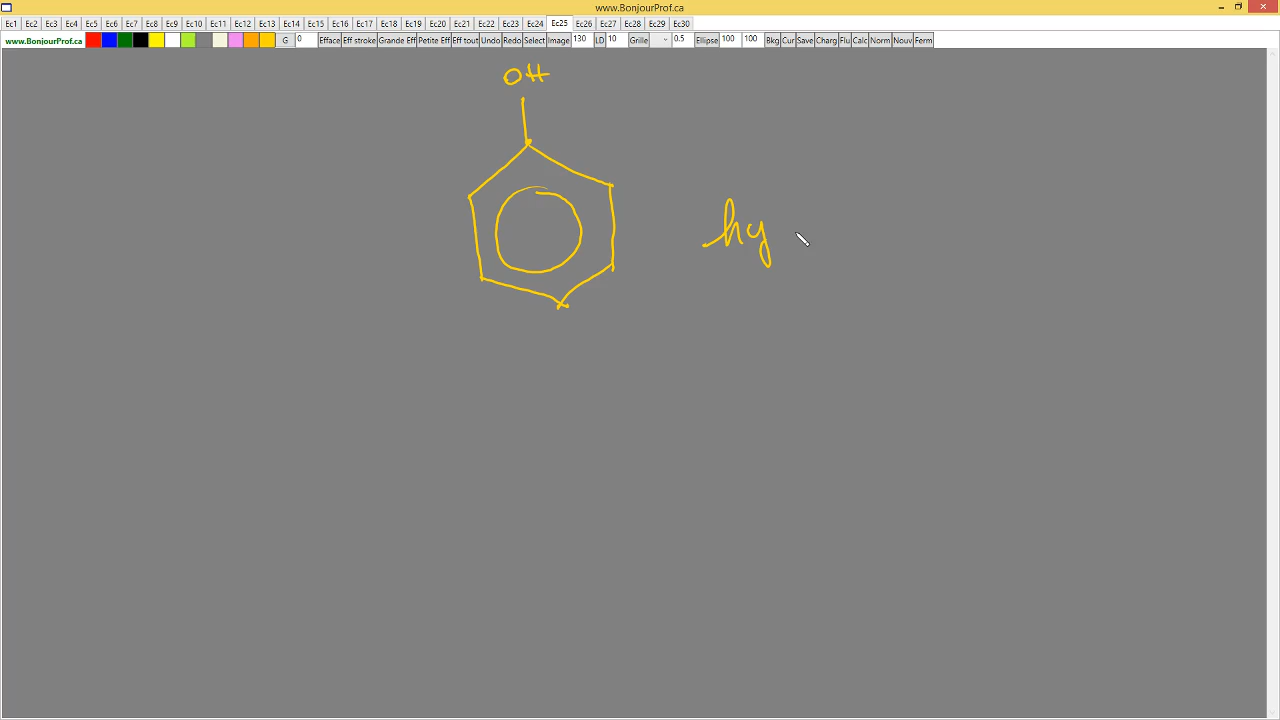 www.BonjourProf.ca
Ec1 Ec2 Ec3 Ec4 Ec5 Ec6 Ec7 Ec8 Ec9 Ec10 Ec11 Ec12 Ec13 Ec14 Ec15 Ec16 Ec17 Ec18 Ec19 Ec20 Ec21 Ec22 Ec23 Ec24 Ec25 Ec26 Ec27 Ec28 Ec29 Ec30
www.BonjourProf.ca G 0 Efface Eff stroke Grande Eff Petite Eff Eff tout Undo Redo Select Image 130 LD 10 Grille 0.5 Ellipse 100 100 Bkg Cur Save Charg Flu Calc Norm Nouv Ferm
OH
hy